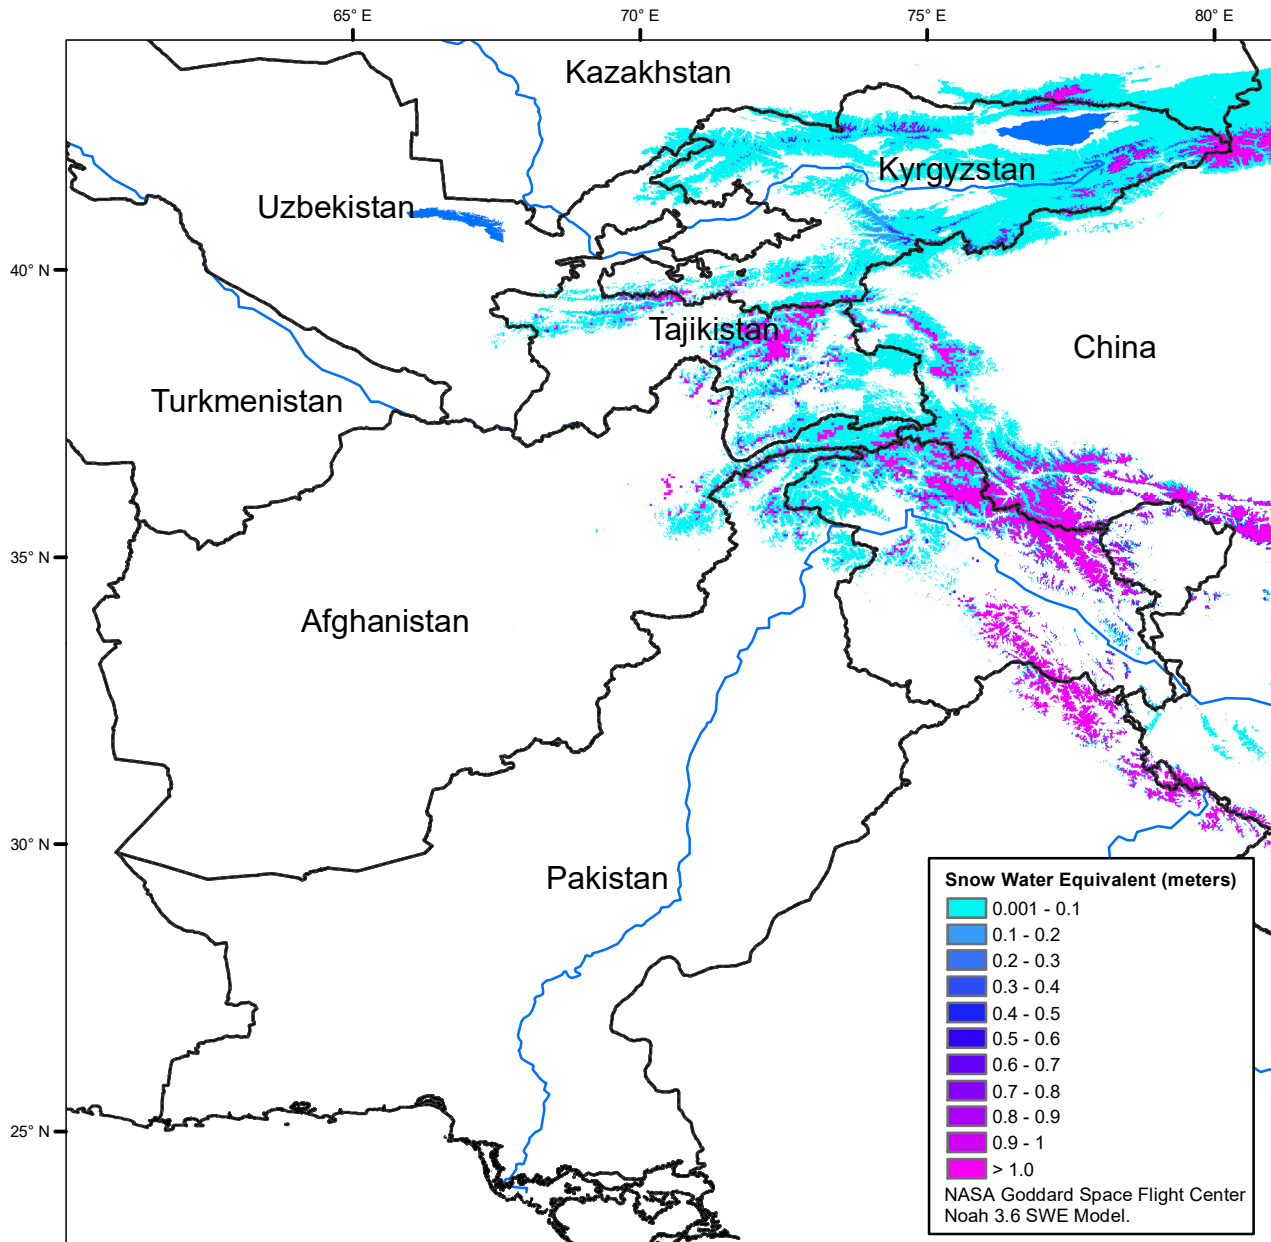 65° E
70° E
75° E
80° E
Kazakhstan
Kyrgyzstan
Uzbekistan
40° N
Tajikistan
China
Turkmenistan
35° N
Afghanistan
30° N
Pakistan
25° N
Snow Water Equivalent (meters)
0.001 - 0.1
0.1 - 0.2
0.2 - 0.3
0.3 - 0.4
0.4 - 0.5
0.5 - 0.6
0.6 - 0.7
0.7 - 0.8
0.8 - 0.9
0.9 - 1
> 1.0
NASA Goddard Space Flight Center
Noah 3.6 SWE Model.